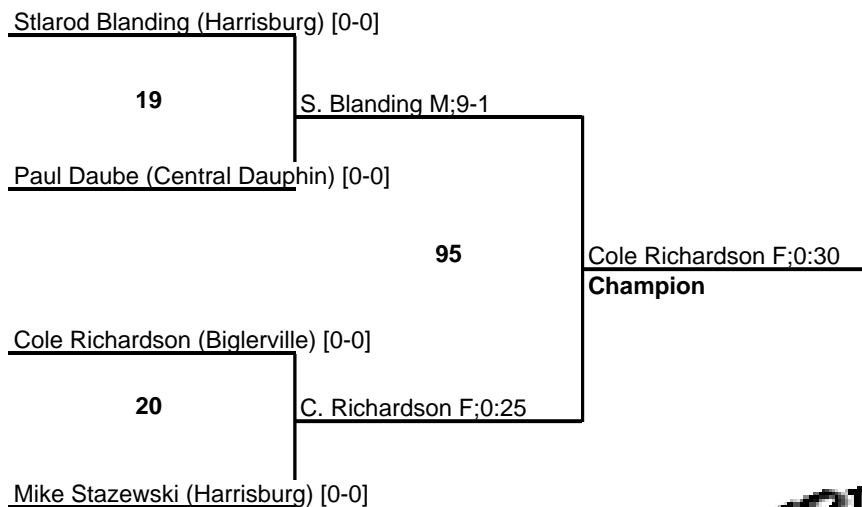 Stlarod Blanding (Harrisburg) [0-0]
19
S. Blanding M;9-1
Paul Daube (Central Dauphin) [0-0]
95
Cole Richardson F;0:30
Champion
Cole Richardson (Biglerville) [0-0]
20
C. Richardson F;0:25
Mike Stazewski (Harrisburg) [0-0]